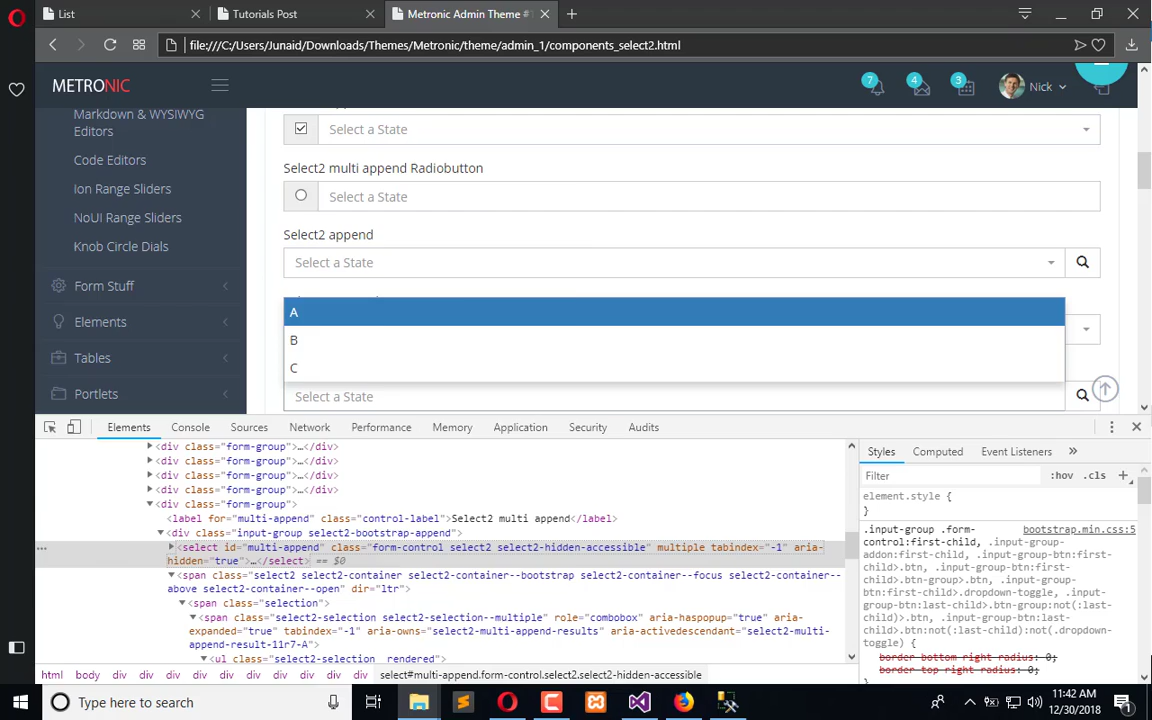 List
Tutorials Post
Metronic Admin Theme #1
file:///C:/Users/Junaid/Downloads/Themes/Metronic/theme/admin_1/components_select2.html
METRONIC
7
4
3
Nick
Markdown & WYSIWYG
Editors
Code Editors
Ion Range Sliders
NoUI Range Sliders
Knob Circle Dials
Form Stuff
Elements
Tables
Portlets
Select a State
Select2 multi append Radiobutton
Select a State
Select2 append
Select a State
A
B
C
Select a State
Elements
Console
Sources
Network
Performance
Memory
Application
Security
Audits
<div class="form-group">…</div>
<div class="form-group">…</div>
<div class="form-group">…</div>
<div class="form-group">…</div>
<div class="form-group">
<label for="multi-append" class="control-label">Select2 multi append</label>
<div class="input-group select2-bootstrap-append">
<select id="multi-append" class="form-control select2 select2-hidden-accessible" multiple tabindex="-1" aria-
hidden="true">…</select> == $0
<span class="select2 select2-container select2-container--bootstrap select2-container--focus select2-container--
above select2-container--open" dir="ltr">
<span class="selection">
<span class="select2-selection select2-selection--multiple" role="combobox" aria-haspopup="true" aria-
expanded="true" tabindex="-1" aria-owns="select2-multi-append-results" aria-activedescendant="select2-multi-
append-result-11r7-A">
<ul class="select2-selection__rendered">
html body div div div div div div div div div div select#multi-append.form-control.select2.select2-hidden-accessible
Styles
Computed
Event Listeners
»
Filter
:hov .cls +
element.style {
}
.input-group .form-
control:first-child, .input-group-
addon:first-child, .input-group-btn:first-
child>.btn, .input-group-btn:first-
child>.btn-group>.btn, .input-group-
btn:first-child>.dropdown-toggle, .input-
group-btn:last-child>.btn-group:not(:last-
child)>.btn, .input-group-btn:last-
child>.btn:not(:last-child):not(.dropdown-
toggle) {
bootstrap.min.css:5
border-bottom-right-radius: 0;
border-top-right-radius: 0;
Type here to search
11:42 AM
12/30/2018
1